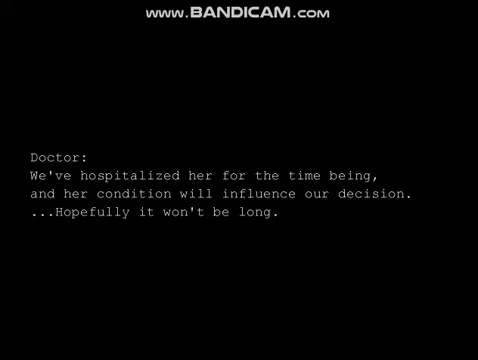 www.BANDICAM.com
Doctor:
We've hospitalized her for the time being,
and her condition will influence our decision.
...Hopefully it won't be long.